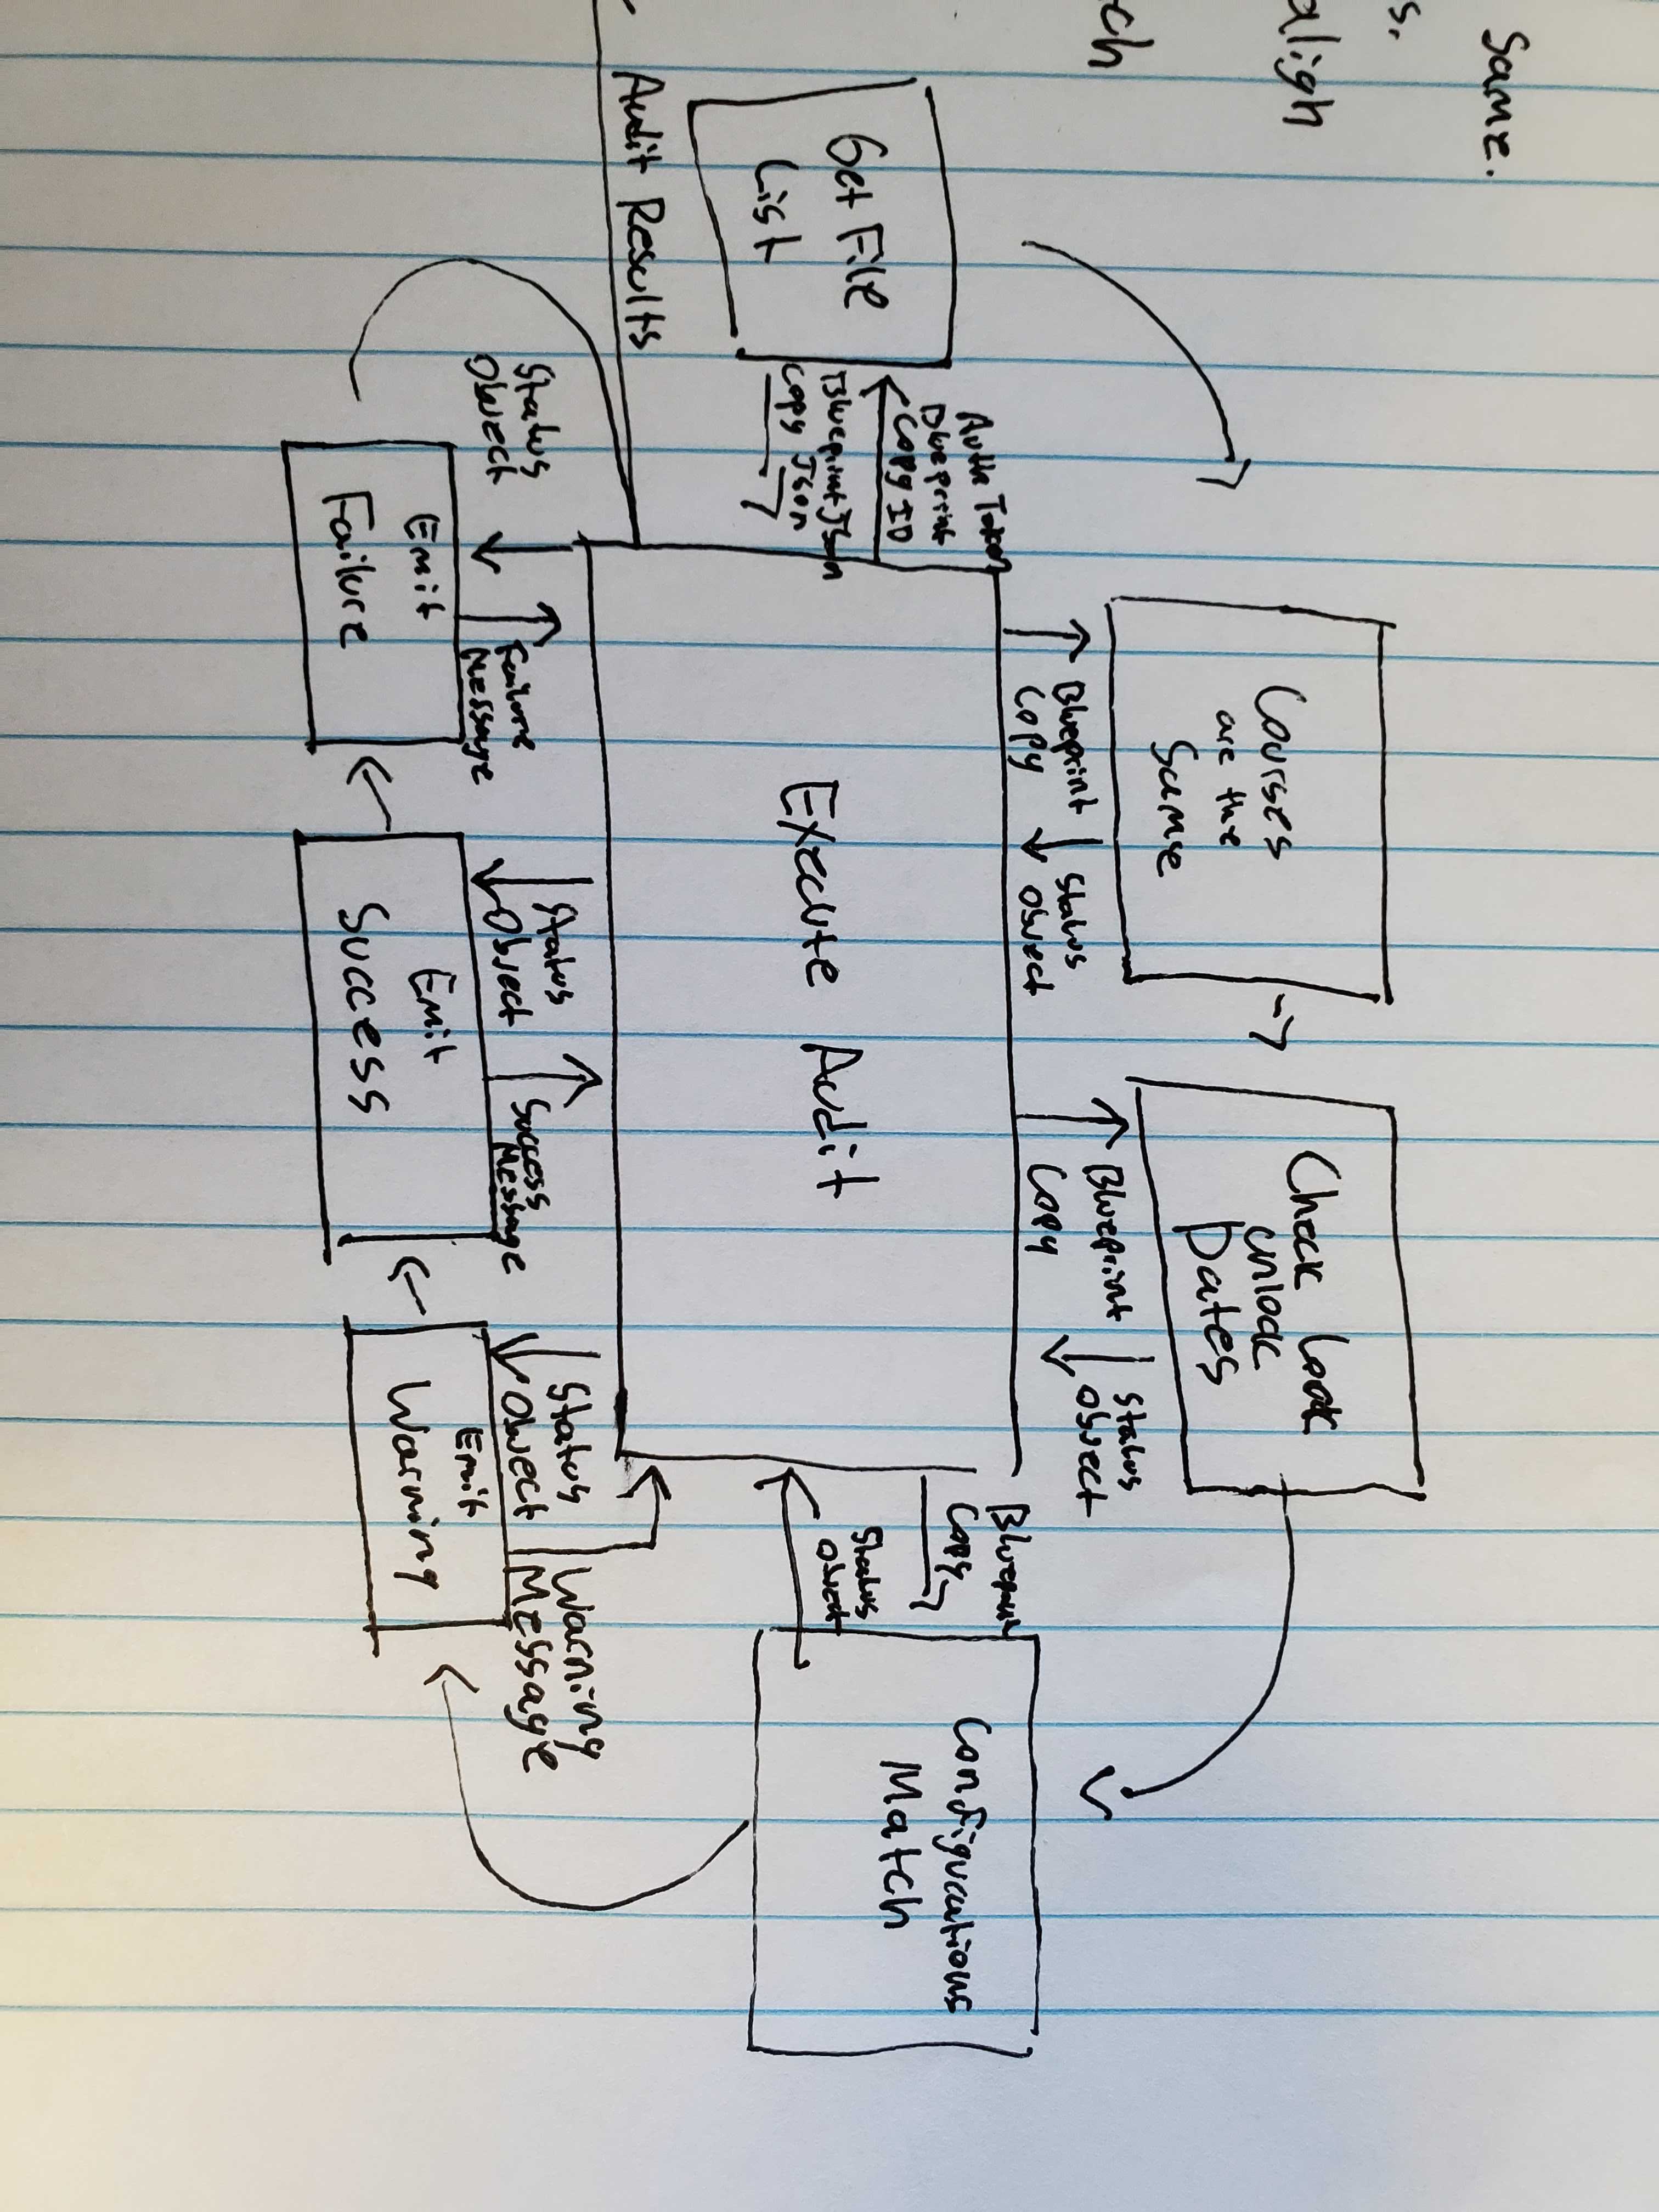 Same.
s.
aligh
ch
Courses
are the
Same
Check Lock
unlock
Dates
Blueprint
Copy
Status
Object
Blueprint
Copy
Status
Object
Auth Token
Blueprint
Copy ID
Blueprint Json
Copy Json
Get File
List
Execute Audit
Blueprint
Copy
Status
Object
Configurations
Match
Audit Results
Status
Object
Failure
Message
Status
Object
Success
Message
Status
Object
Warning
Message
Emit
Failure
Emit
Success
Emit
Warning